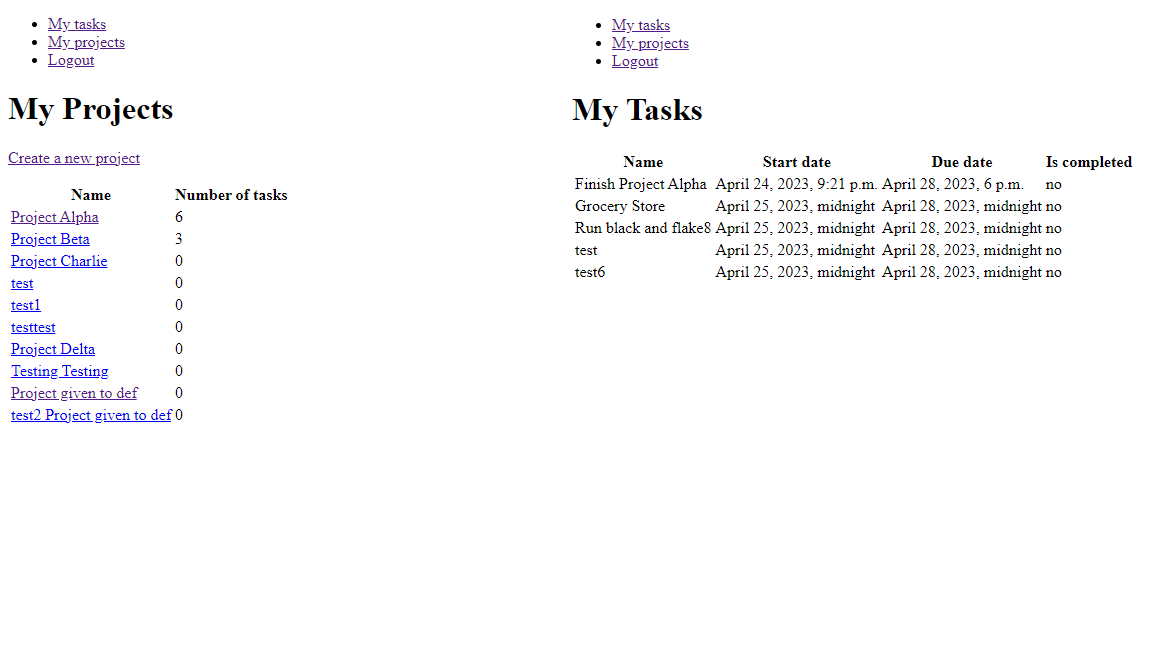 My tasks
My projects
Logout
My Projects
Create a new project
Name Number of tasks
Project Alpha 6
Project Beta 3
Project Charlie 0
test 0
test1 0
testtest 0
Project Delta 0
Testing Testing 0
Project given to def 0
test2 Project given to def 0
My tasks
My projects
Logout
My Tasks
Name Start date Due date Is completed
Finish Project Alpha April 24, 2023, 9:21 p.m. April 28, 2023, 6 p.m. no
Grocery Store April 25, 2023, midnight April 28, 2023, midnight no
Run black and flake8 April 25, 2023, midnight April 28, 2023, midnight no
test April 25, 2023, midnight April 28, 2023, midnight no
test6 April 25, 2023, midnight April 28, 2023, midnight no